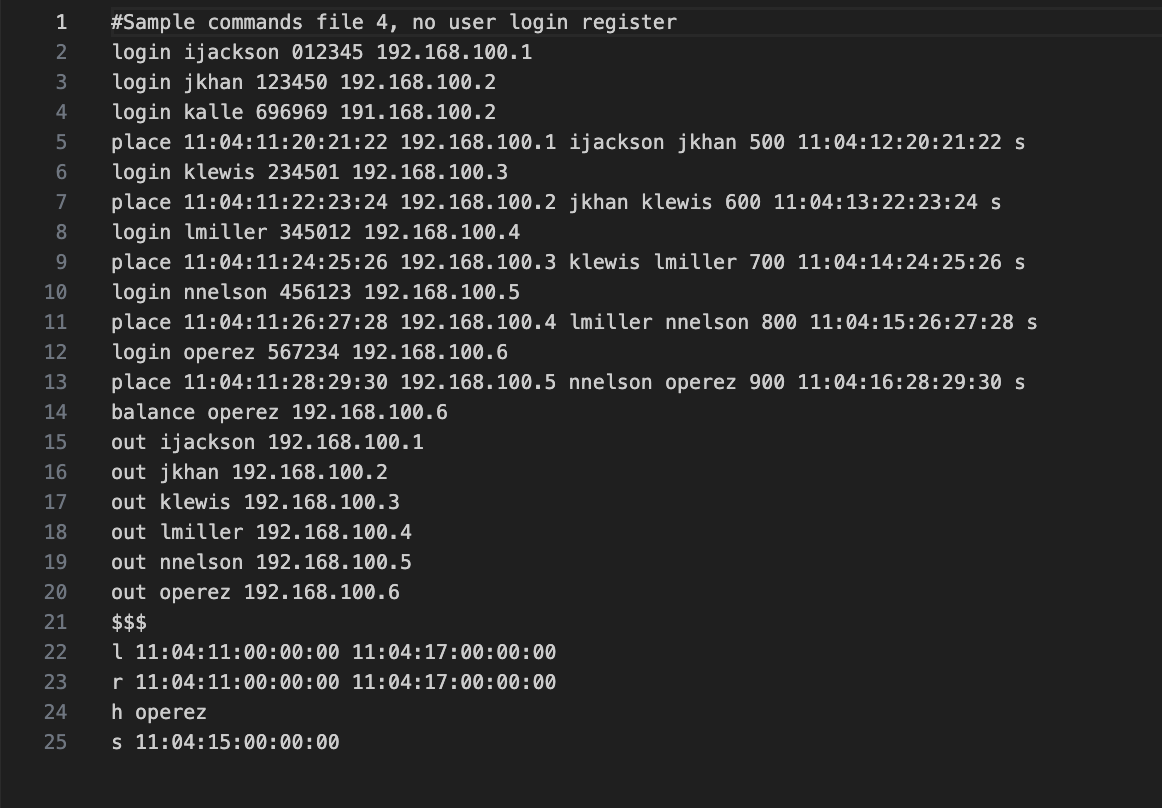 1 #Sample commands file 4, no user login register
2 login ijackson 012345 192.168.100.1
3 login jkhan 123450 192.168.100.2
4 login kalle 696969 191.168.100.2
5 place 11:04:11:20:21:22 192.168.100.1 ijackson jkhan 500 11:04:12:20:21:22 s
6 login klewis 234501 192.168.100.3
7 place 11:04:11:22:23:24 192.168.100.2 jkhan klewis 600 11:04:13:22:23:24 s
8 login lmiller 345012 192.168.100.4
9 place 11:04:11:24:25:26 192.168.100.3 klewis lmiller 700 11:04:14:24:25:26 s
10 login nnelson 456123 192.168.100.5
11 place 11:04:11:26:27:28 192.168.100.4 lmiller nnelson 800 11:04:15:26:27:28 s
12 login operez 567234 192.168.100.6
13 place 11:04:11:28:29:30 192.168.100.5 nnelson operez 900 11:04:16:28:29:30 s
14 balance operez 192.168.100.6
15 out ijackson 192.168.100.1
16 out jkhan 192.168.100.2
17 out klewis 192.168.100.3
18 out lmiller 192.168.100.4
19 out nnelson 192.168.100.5
20 out operez 192.168.100.6
21 $$$
22 l 11:04:11:00:00:00 11:04:17:00:00:00
23 r 11:04:11:00:00:00 11:04:17:00:00:00
24 h operez
25 s 11:04:15:00:00:00